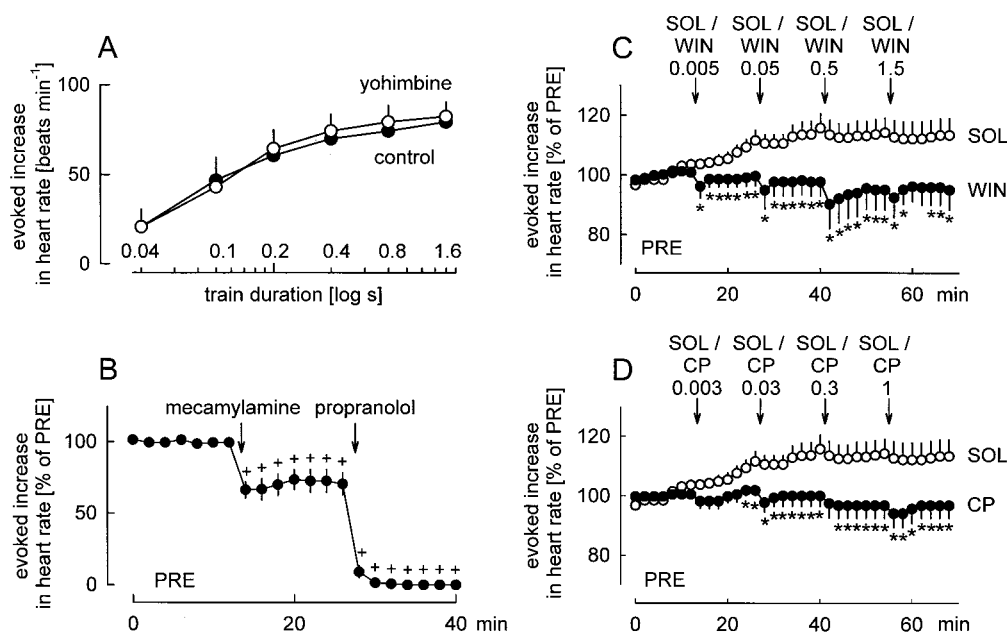 A
evoked increase
in heart rate [beats min⁻¹]
100
50
0
yohimbine
control
0.04 0.1 0.2 0.4 0.8 1.6
train duration [log s]
B
evoked increase
in heart rate [% of PRE]
mecamylamine propranolol
100
50
0
+ + + + + + +
+ + + + + + +
PRE
0 20 40 min
C
SOL / SOL / SOL / SOL /
WIN WIN WIN WIN
0.005 0.05 0.5 1.5
evoked increase
in heart rate [% of PRE]
120
100
80
SOL
WIN
PRE
0 20 40 60 min
D
SOL / SOL / SOL / SOL /
CP CP CP CP
0.003 0.03 0.3 1
evoked increase
in heart rate [% of PRE]
120
100
80
SOL
CP
PRE
0 20 40 60 min